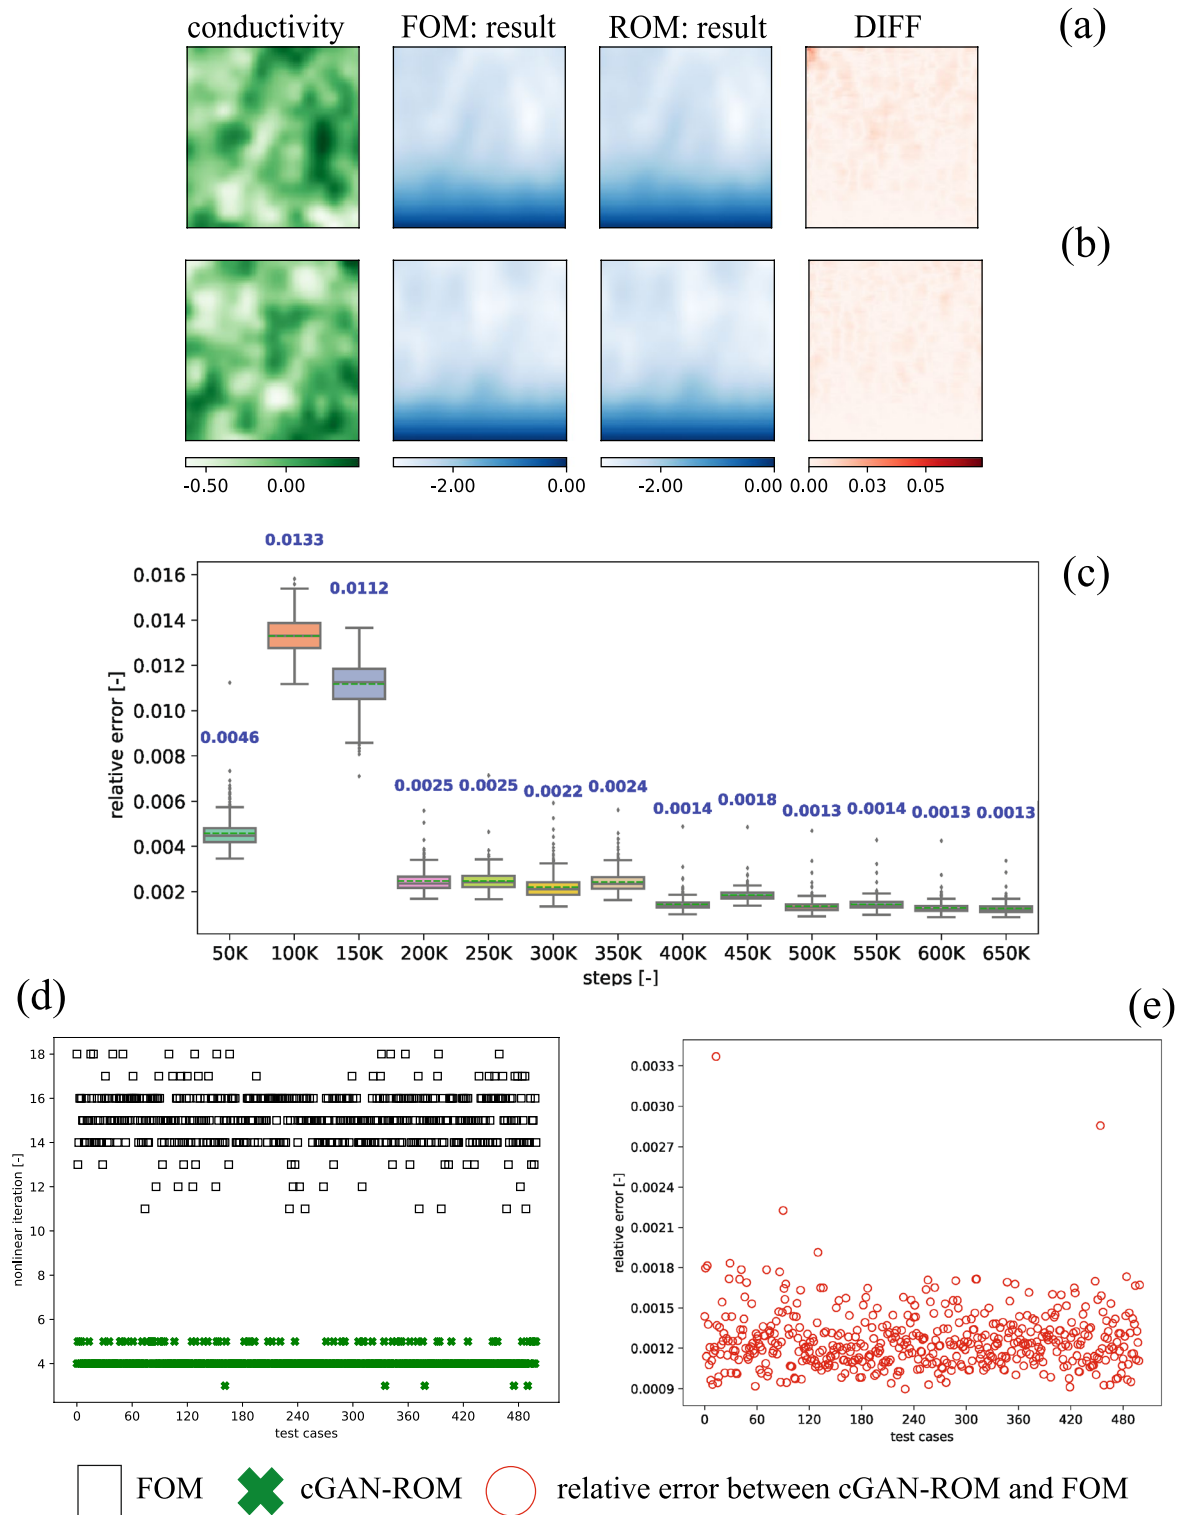 conductivity FOM: result ROM: result DIFF (a)
(b)
-0.50 0.00 -2.00 0.00 -2.00 0.00 0.00 0.03 0.05
(c)
0.0133
0.0112
0.0046
0.0025 0.0025 0.0022 0.0024 0.0014 0.0018 0.0013 0.0014 0.0013 0.0013
relative error [-]
0.016
0.014
0.012
0.010
0.008
0.006
0.004
0.002
50K 100K 150K 200K 250K 300K 350K 400K 450K 500K 550K 600K 650K
steps [-]
(d)
nonlinear iteration [-]
18
16
14
12
10
8
6
4
0 60 120 180 240 300 360 420 480
test cases
(e)
relative error [-]
0.0033
0.0030
0.0027
0.0024
0.0021
0.0018
0.0015
0.0012
0.0009
0 60 120 180 240 300 360 420 480
test cases
FOM cGAN-ROM relative error between cGAN-ROM and FOM